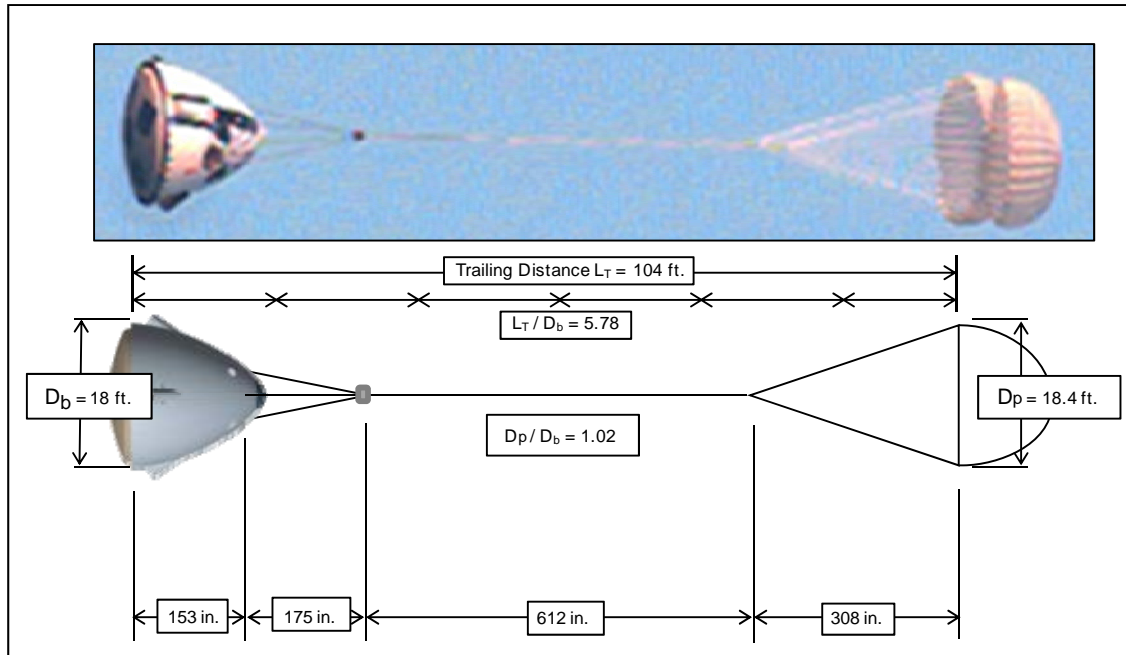 Trailing Distance L_T = 104 ft.
L_T / D_b = 5.78
D_b = 18 ft.
D_p = 18.4 ft.
D_p / D_b = 1.02
153 in.
175 in.
612 in.
308 in.